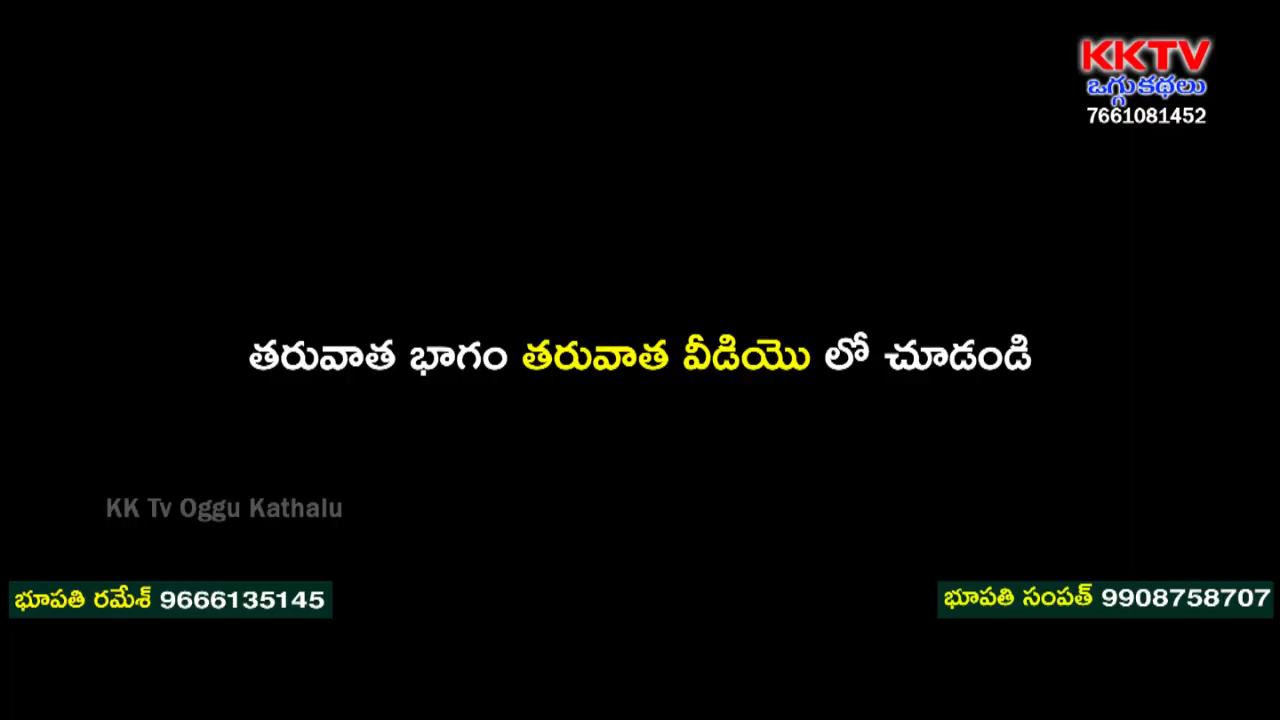 KKTV
ఒగ్గుకథలు
7661081452
తరువాత భాగం తరువాత వీడియొ లో చూడండి
KK Tv Oggu Kathalu
భూపతి రమేశ్ 9666135145
భూపతి సంపత్ 9908758707